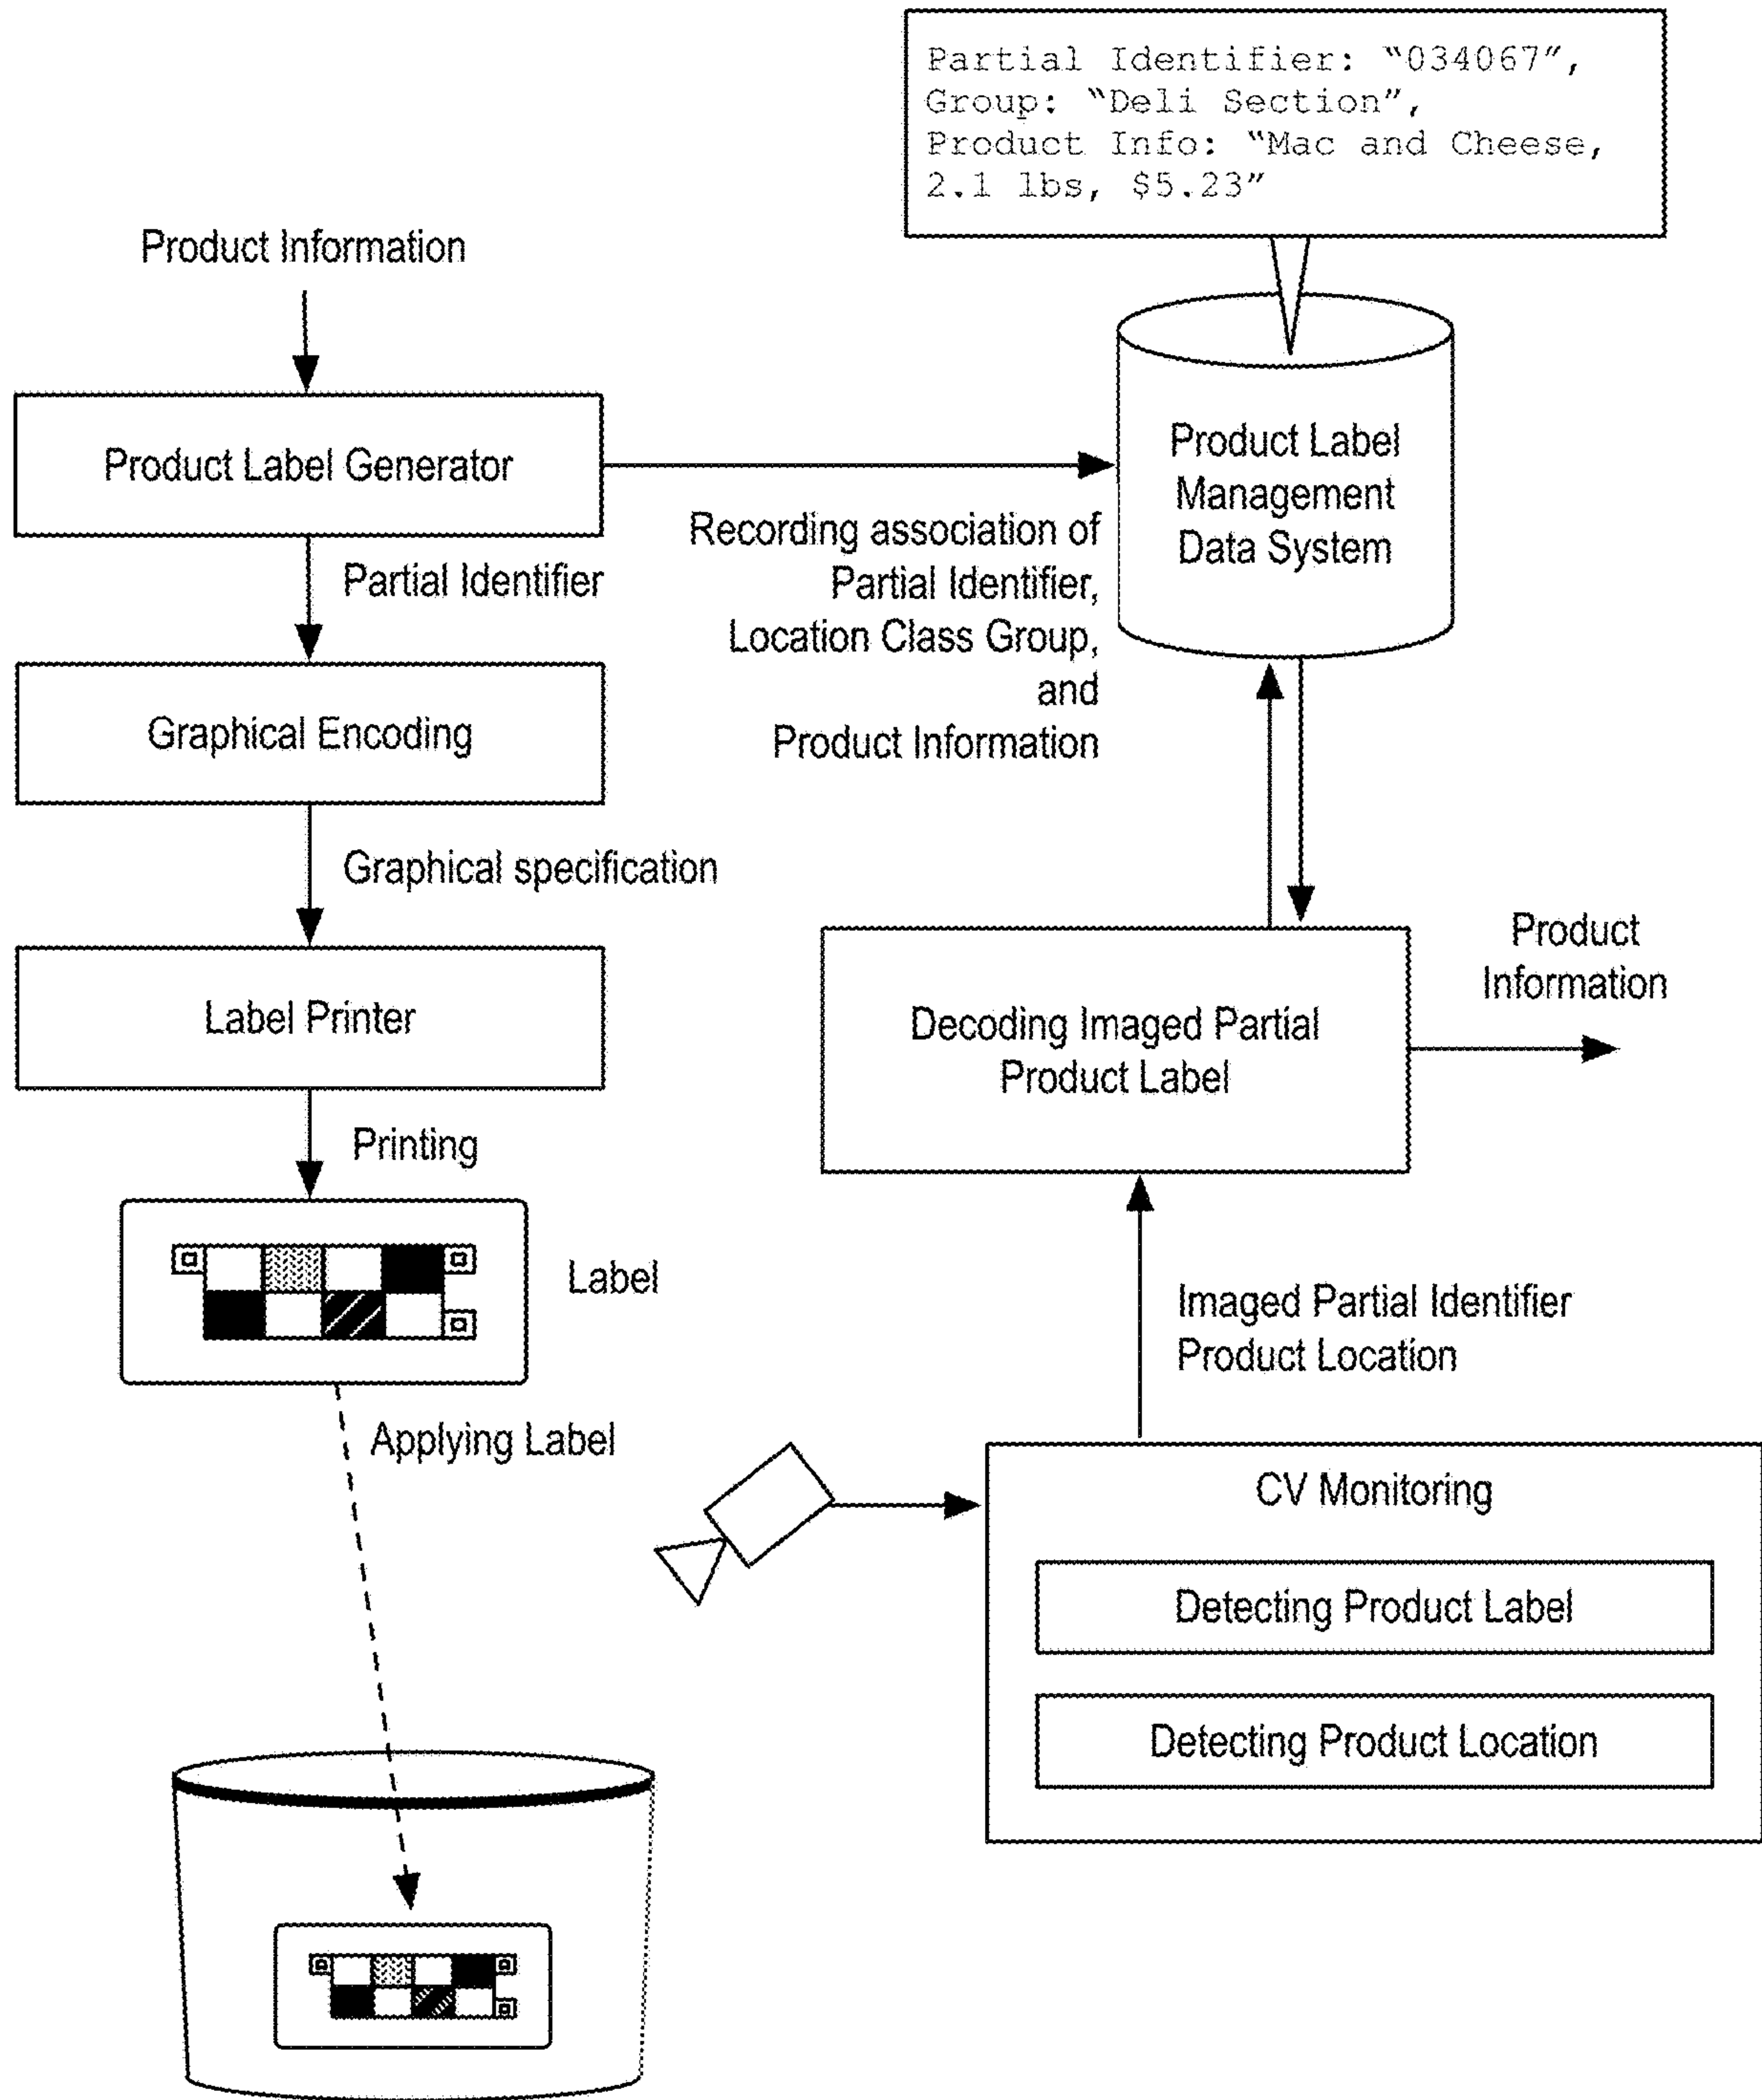 Partial Identifier: “034067”,
Group: “Deli Section”,
Product Info: “Mac and Cheese,
2.1 lbs, $5.23”
Product Information
Product Label Generator
Product Label
Management
Data System
Recording association of
Partial Identifier,
Location Class Group,
and
Product Information
Partial Identifier
Graphical Encoding
Graphical specification
Label Printer
Printing
Label
Applying Label
Decoding Imaged Partial
Product Label
Product
Information
Imaged Partial Identifier
Product Location
CV Monitoring
Detecting Product Label
Detecting Product Location